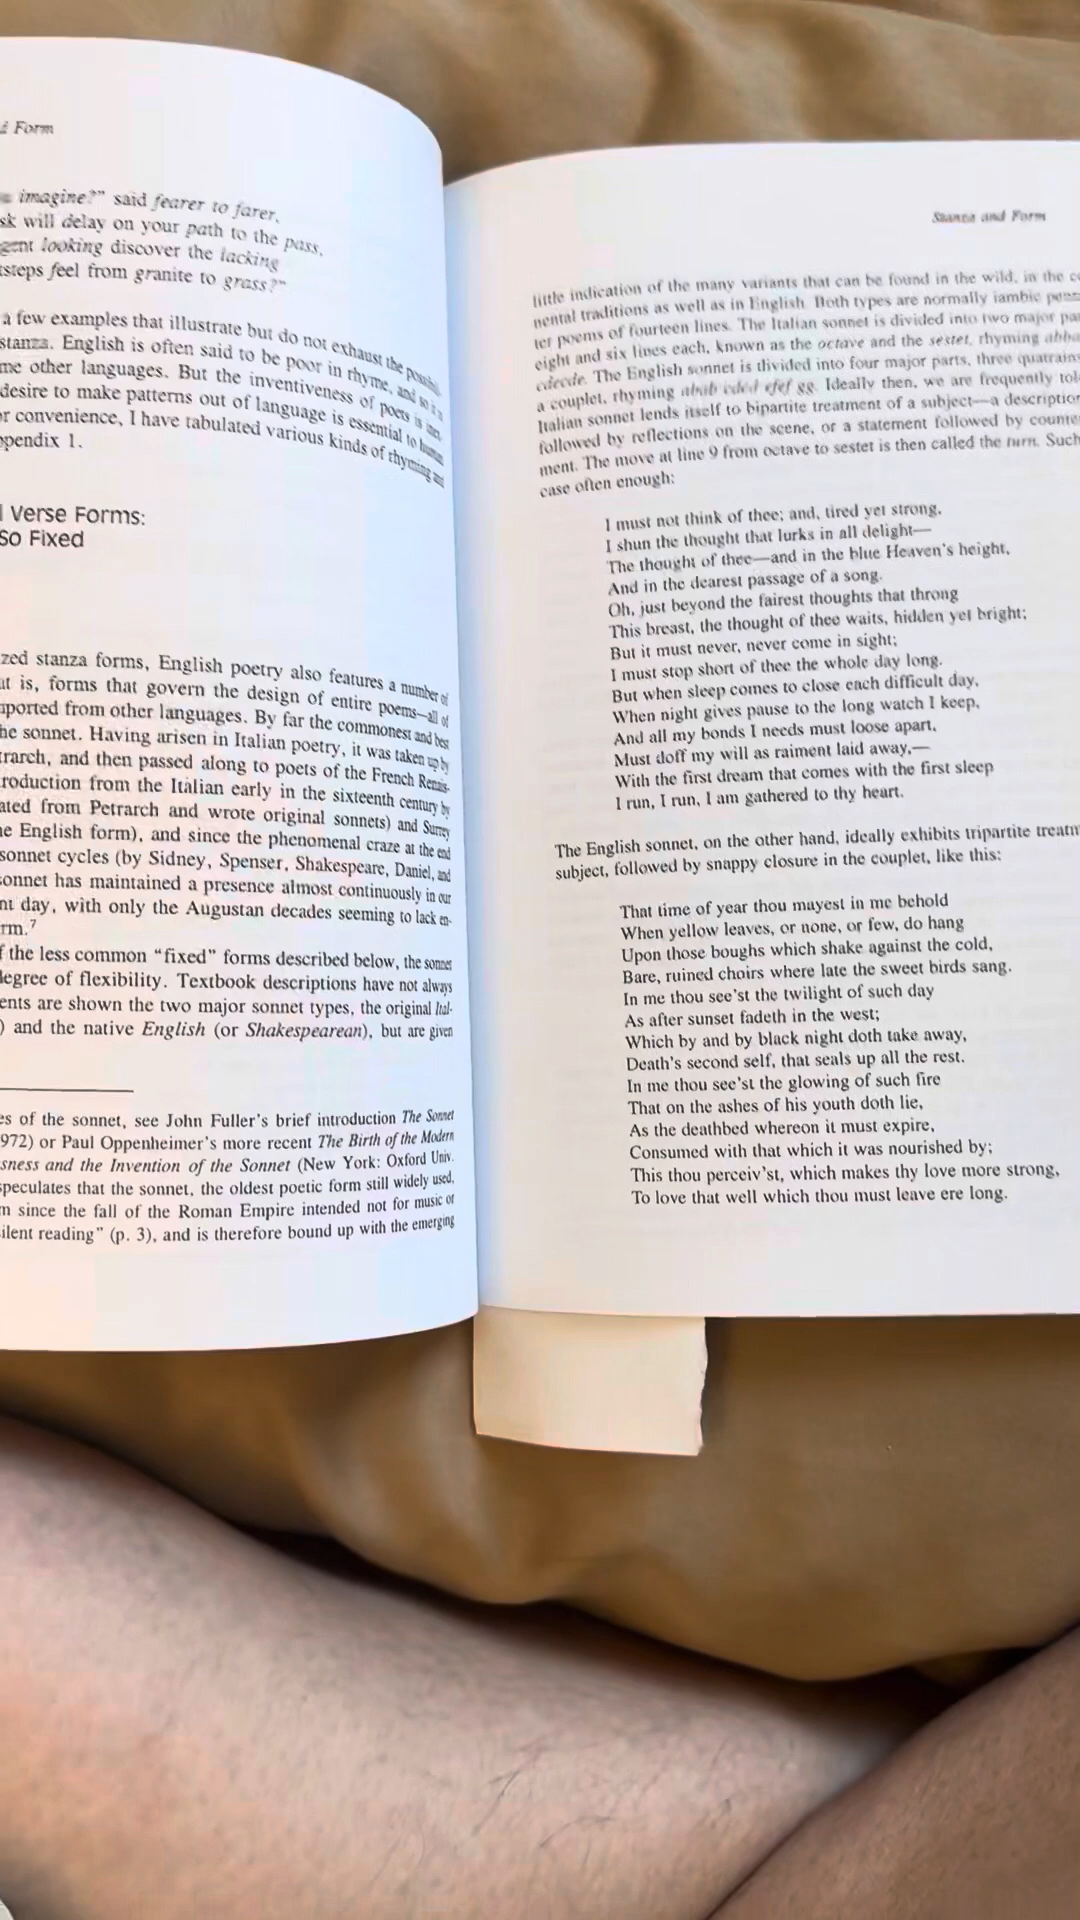 Form
imagine?" said fearer to farer,
will delay on your path to the pass,
looking discover the lacking
feel from granite to grass?"
a few examples that illustrate but do not exhaust the
stanza. English is often said to be poor in rhyme, and so it is
other languages. But the inventiveness of poets is
desire to make patterns out of language is essential to human
convenience, I have tabulated various kinds of rhyming and
1.
Verse Forms:
So Fixed
stanza forms, English poetry also features a number of
is, forms that govern the design of entire poems—all of
from other languages. By far the commonest and best
sonnet. Having arisen in Italian poetry, it was taken up by
and then passed along to poets of the French Renais-
from the Italian early in the sixteenth century by
from Petrarch and wrote original sonnets) and Surrey
English form), and since the phenomenal craze at the end
sonnet cycles (by Sidney, Spenser, Shakespeare, Daniel, and
sonnet has maintained a presence almost continuously in our
day, with only the Augustan decades seeming to lack en-
rm.7
the less common "fixed" forms described below, the sonnet
degree of flexibility. Textbook descriptions have not always
ents are shown the two major sonnet types, the original Ital-
) and the native English (or Shakespearean), but are given
es of the sonnet, see John Fuller's brief introduction The Sonnet
972) or Paul Oppenheimer's more recent The Birth of the Modern
sness and the Invention of the Sonnet (New York: Oxford Univ.
speculates that the sonnet, the oldest poetic form still widely used,
since the fall of the Roman Empire intended not for music or
silent reading" (p. 3), and is therefore bound up with the emerging
Stanza and Form
little indication of the many variants that can be found in the wild, in the
nental traditions as well as in English. Both types are normally iambic
ter poems of fourteen lines. The Italian sonnet is divided into two major
eight and six lines each, known as the octave and the sestet, rhyming
cdecde. The English sonnet is divided into four major parts, three quatrains
a couplet, rhyming abab cdcd efef gg. Ideally then, we are frequently
Italian sonnet lends itself to bipartite treatment of a subject—a description
followed by reflections on the scene, or a statement followed by
ment. The move at line 9 from octave to sestet is then called the turn. Such
case often enough:
I must not think of thee; and, tired yet strong,
I shun the thought that lurks in all delight—
The thought of thee—and in the blue Heaven's height,
And in the dearest passage of a song.
Oh, just beyond the fairest thoughts that throng
This breast, the thought of thee waits, hidden yet bright;
But it must never, never come in sight;
I must stop short of thee the whole day long.
But when sleep comes to close each difficult day,
When night gives pause to the long watch I keep,
And all my bonds I needs must loose apart,
Must doff my will as raiment laid away,—
With the first dream that comes with the first sleep
I run, I run, I am gathered to thy heart.
The English sonnet, on the other hand, ideally exhibits tripartite
subject, followed by snappy closure in the couplet, like this:
That time of year thou mayest in me behold
When yellow leaves, or none, or few, do hang
Upon those boughs which shake against the cold,
Bare, ruined choirs where late the sweet birds sang.
In me thou see'st the twilight of such day
As after sunset fadeth in the west;
Which by and by black night doth take away,
Death's second self, that seals up all the rest.
In me thou see'st the glowing of such fire
That on the ashes of his youth doth lie,
As the deathbed whereon it must expire,
Consumed with that which it was nourished by;
This thou perceiv'st, which makes thy love more strong,
To love that well which thou must leave ere long.